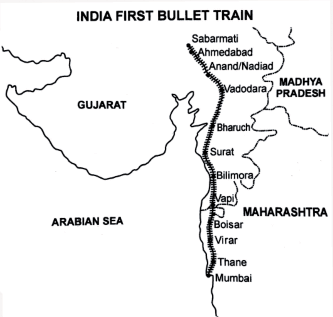 INDIA FIRST BULLET TRAIN
Sabarmati
Ahmedabad
Anand/Nadiad
Vadodara
MADHYA
PRADESH
GUJARAT
Bharuch
Surat
Bilimora
Vapi
MAHARASHTRA
ARABIAN SEA
Boisar
Virar
Thane
Mumbai